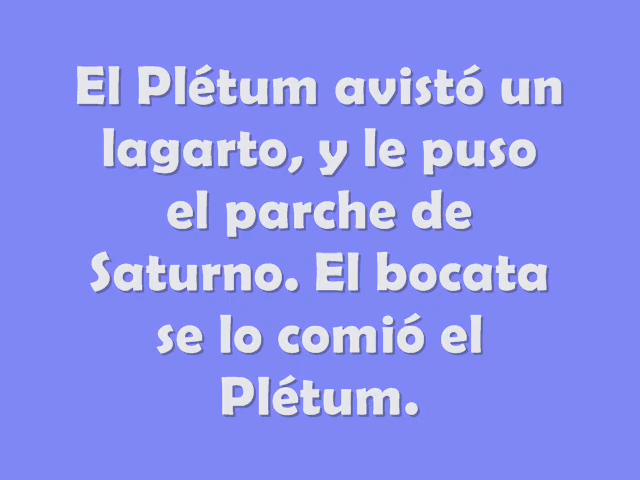 El Plétum avistó un
lagarto, y le puso
el parche de
Saturno. El bocata
se lo comió el
Plétum.